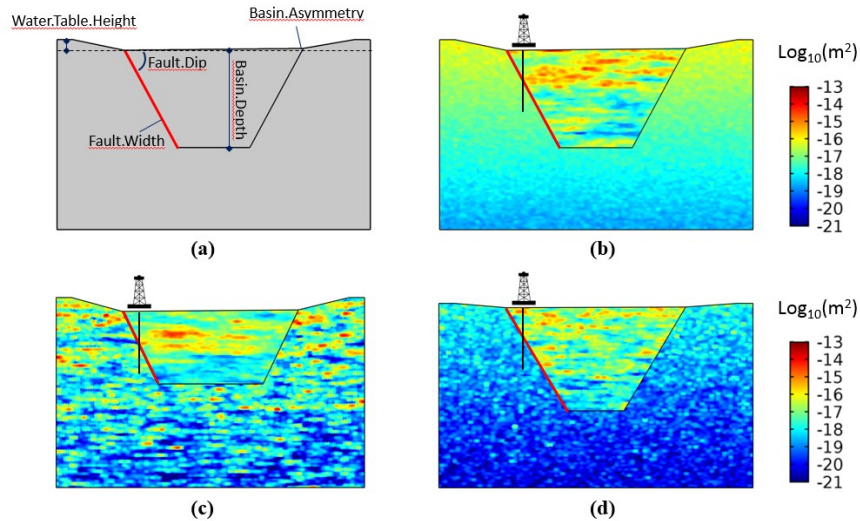 Water.Table.Height
Basin.Asymmetry
Fault.Dip
Basin.Depth
Fault.Width
(a)
Log10(m²)
-13
-14
-15
-16
-17
-18
-19
-20
-21
(b)
Log10(m²)
-13
-14
-15
-16
-17
-18
-19
-20
-21
(c)
(d)